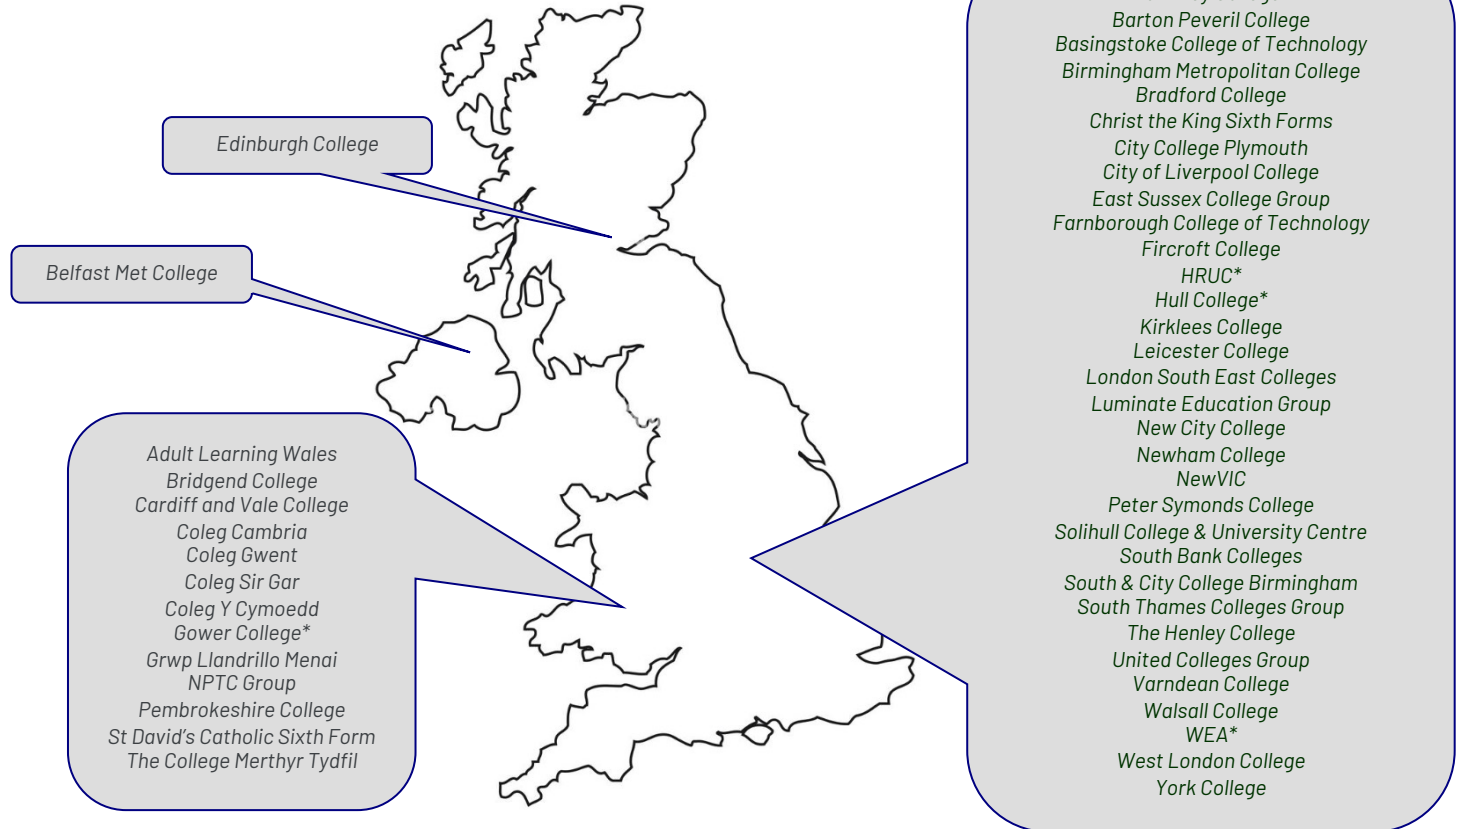 Edinburgh College
Belfast Met College
Adult Learning Wales
Bridgend College
Cardiff and Vale College
Coleg Cambria
Coleg Gwent
Coleg Sir Gar
Coleg Y Cymoedd
Gower College*
Grwp Llandrillo Menai
NPTC Group
Pembrokeshire College
St David’s Catholic Sixth Form
The College Merthyr Tydfil
Barton Peveril College
Basingstoke College of Technology
Birmingham Metropolitan College
Bradford College
Christ the King Sixth Forms
City College Plymouth
City of Liverpool College
East Sussex College Group
Farnborough College of Technology
Fircroft College
HRUC*
Hull College*
Kirklees College
Leicester College
London South East Colleges
Luminate Education Group
New City College
Newham College
NewVIC
Peter Symonds College
Solihull College & University Centre
South Bank Colleges
South & City College Birmingham
South Thames Colleges Group
The Henley College
United Colleges Group
Varndean College
Walsall College
WEA*
West London College
York College